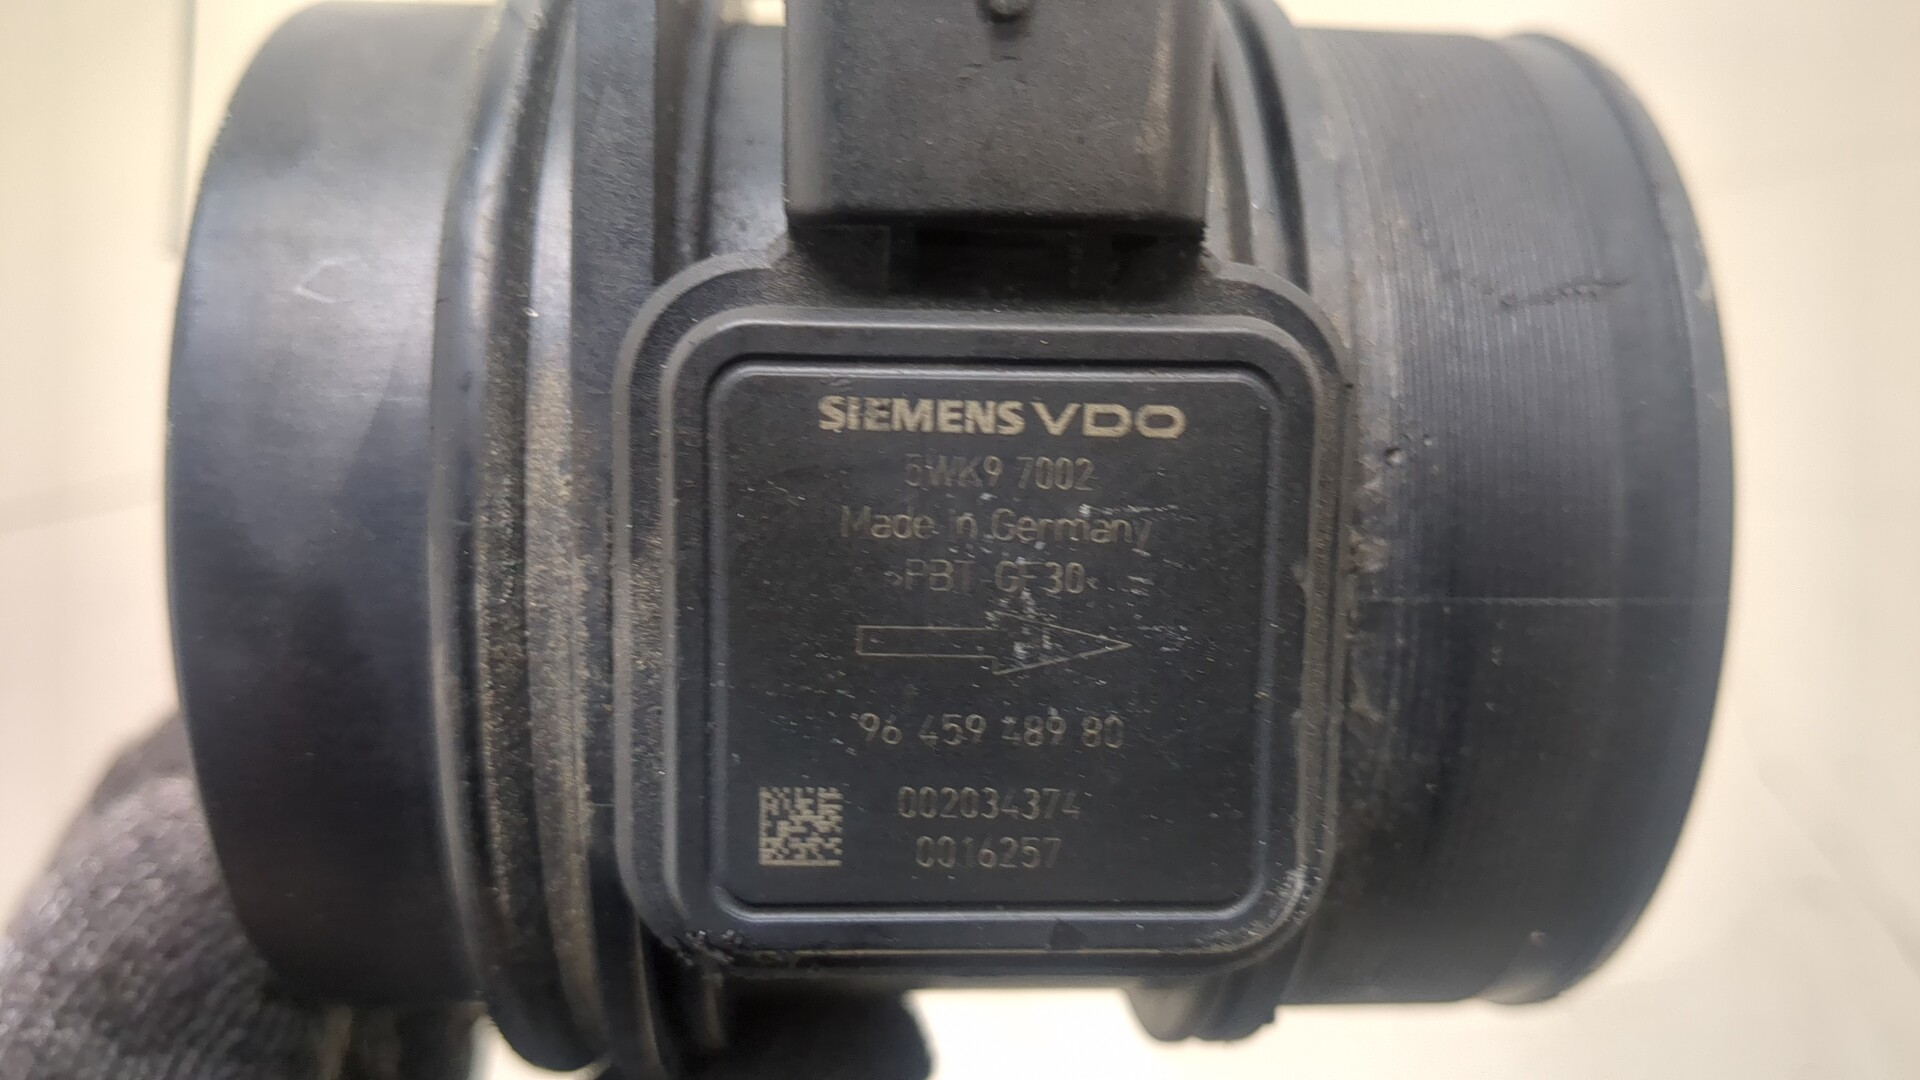 SIEMENS VDO
5WK9 7002
Made in Germany
>PBT-GF30<
96 459 489 80
002034374
0016257